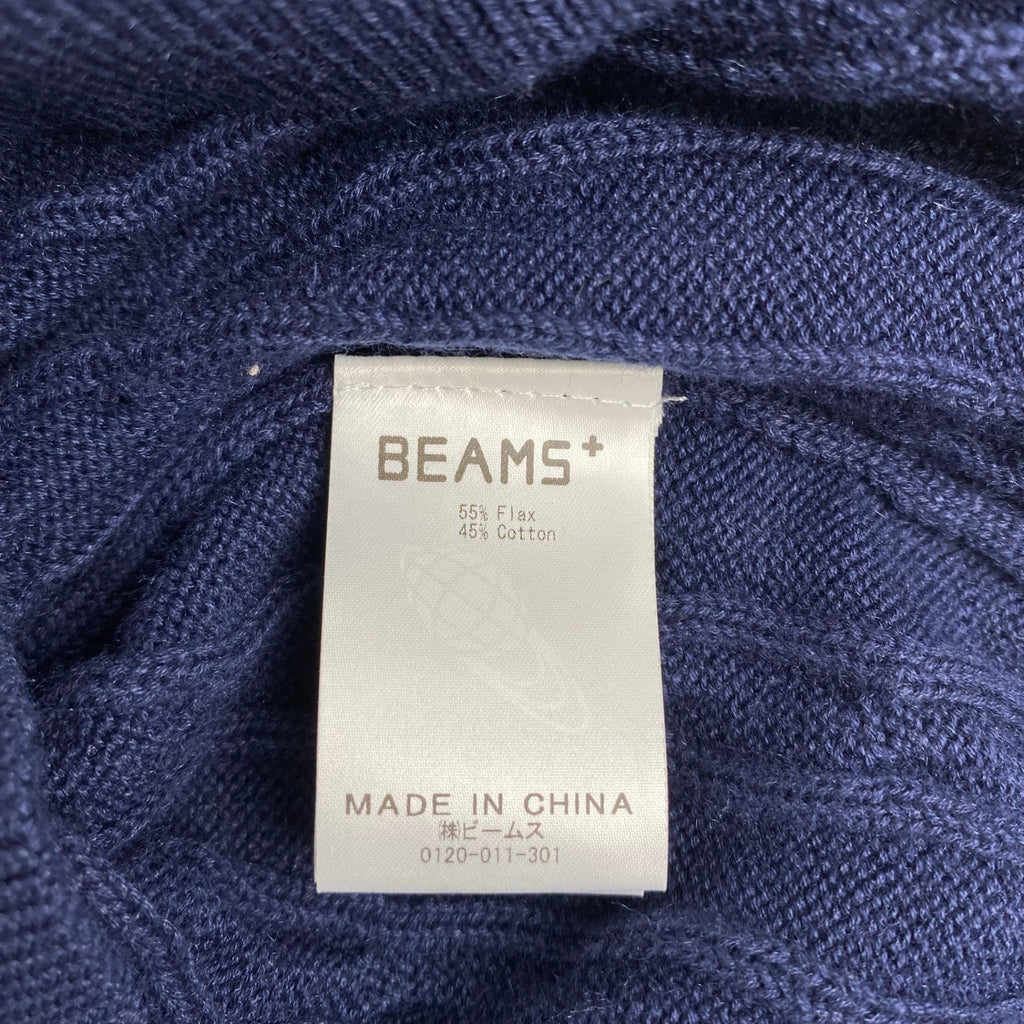 BEAMS+
55% Flax
45% Cotton
MADE IN CHINA
㈱ビームス
0120-011-301